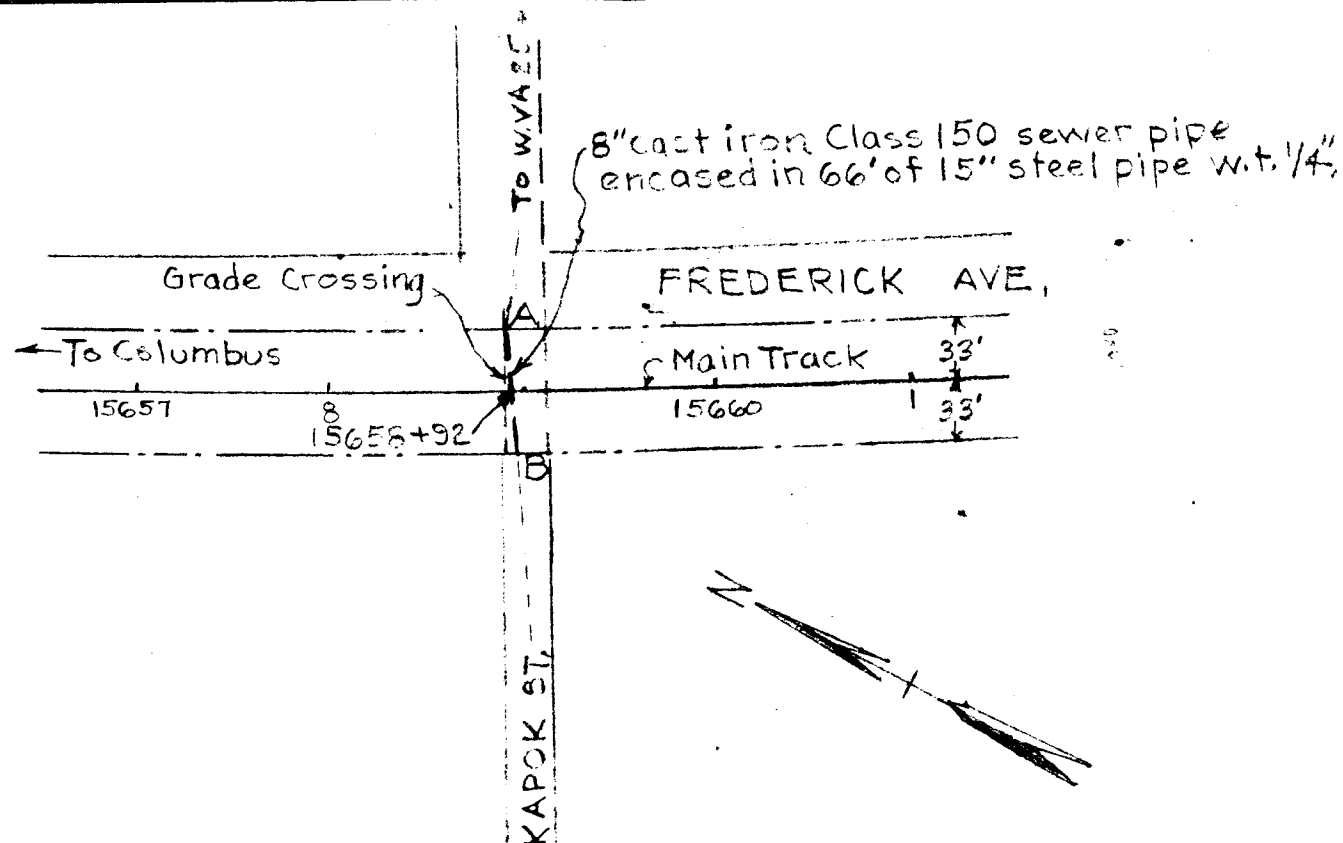 To W.VA 25
8" cast iron Class 150 sewer pipe
encased in 66' of 15" steel pipe w.t. 1/4"
Grade Crossing
FREDERICK AVE.
A
To Columbus
Main Track
33'
15657
8
15660
1
33'
15658+92
B
N
KAPOK ST.